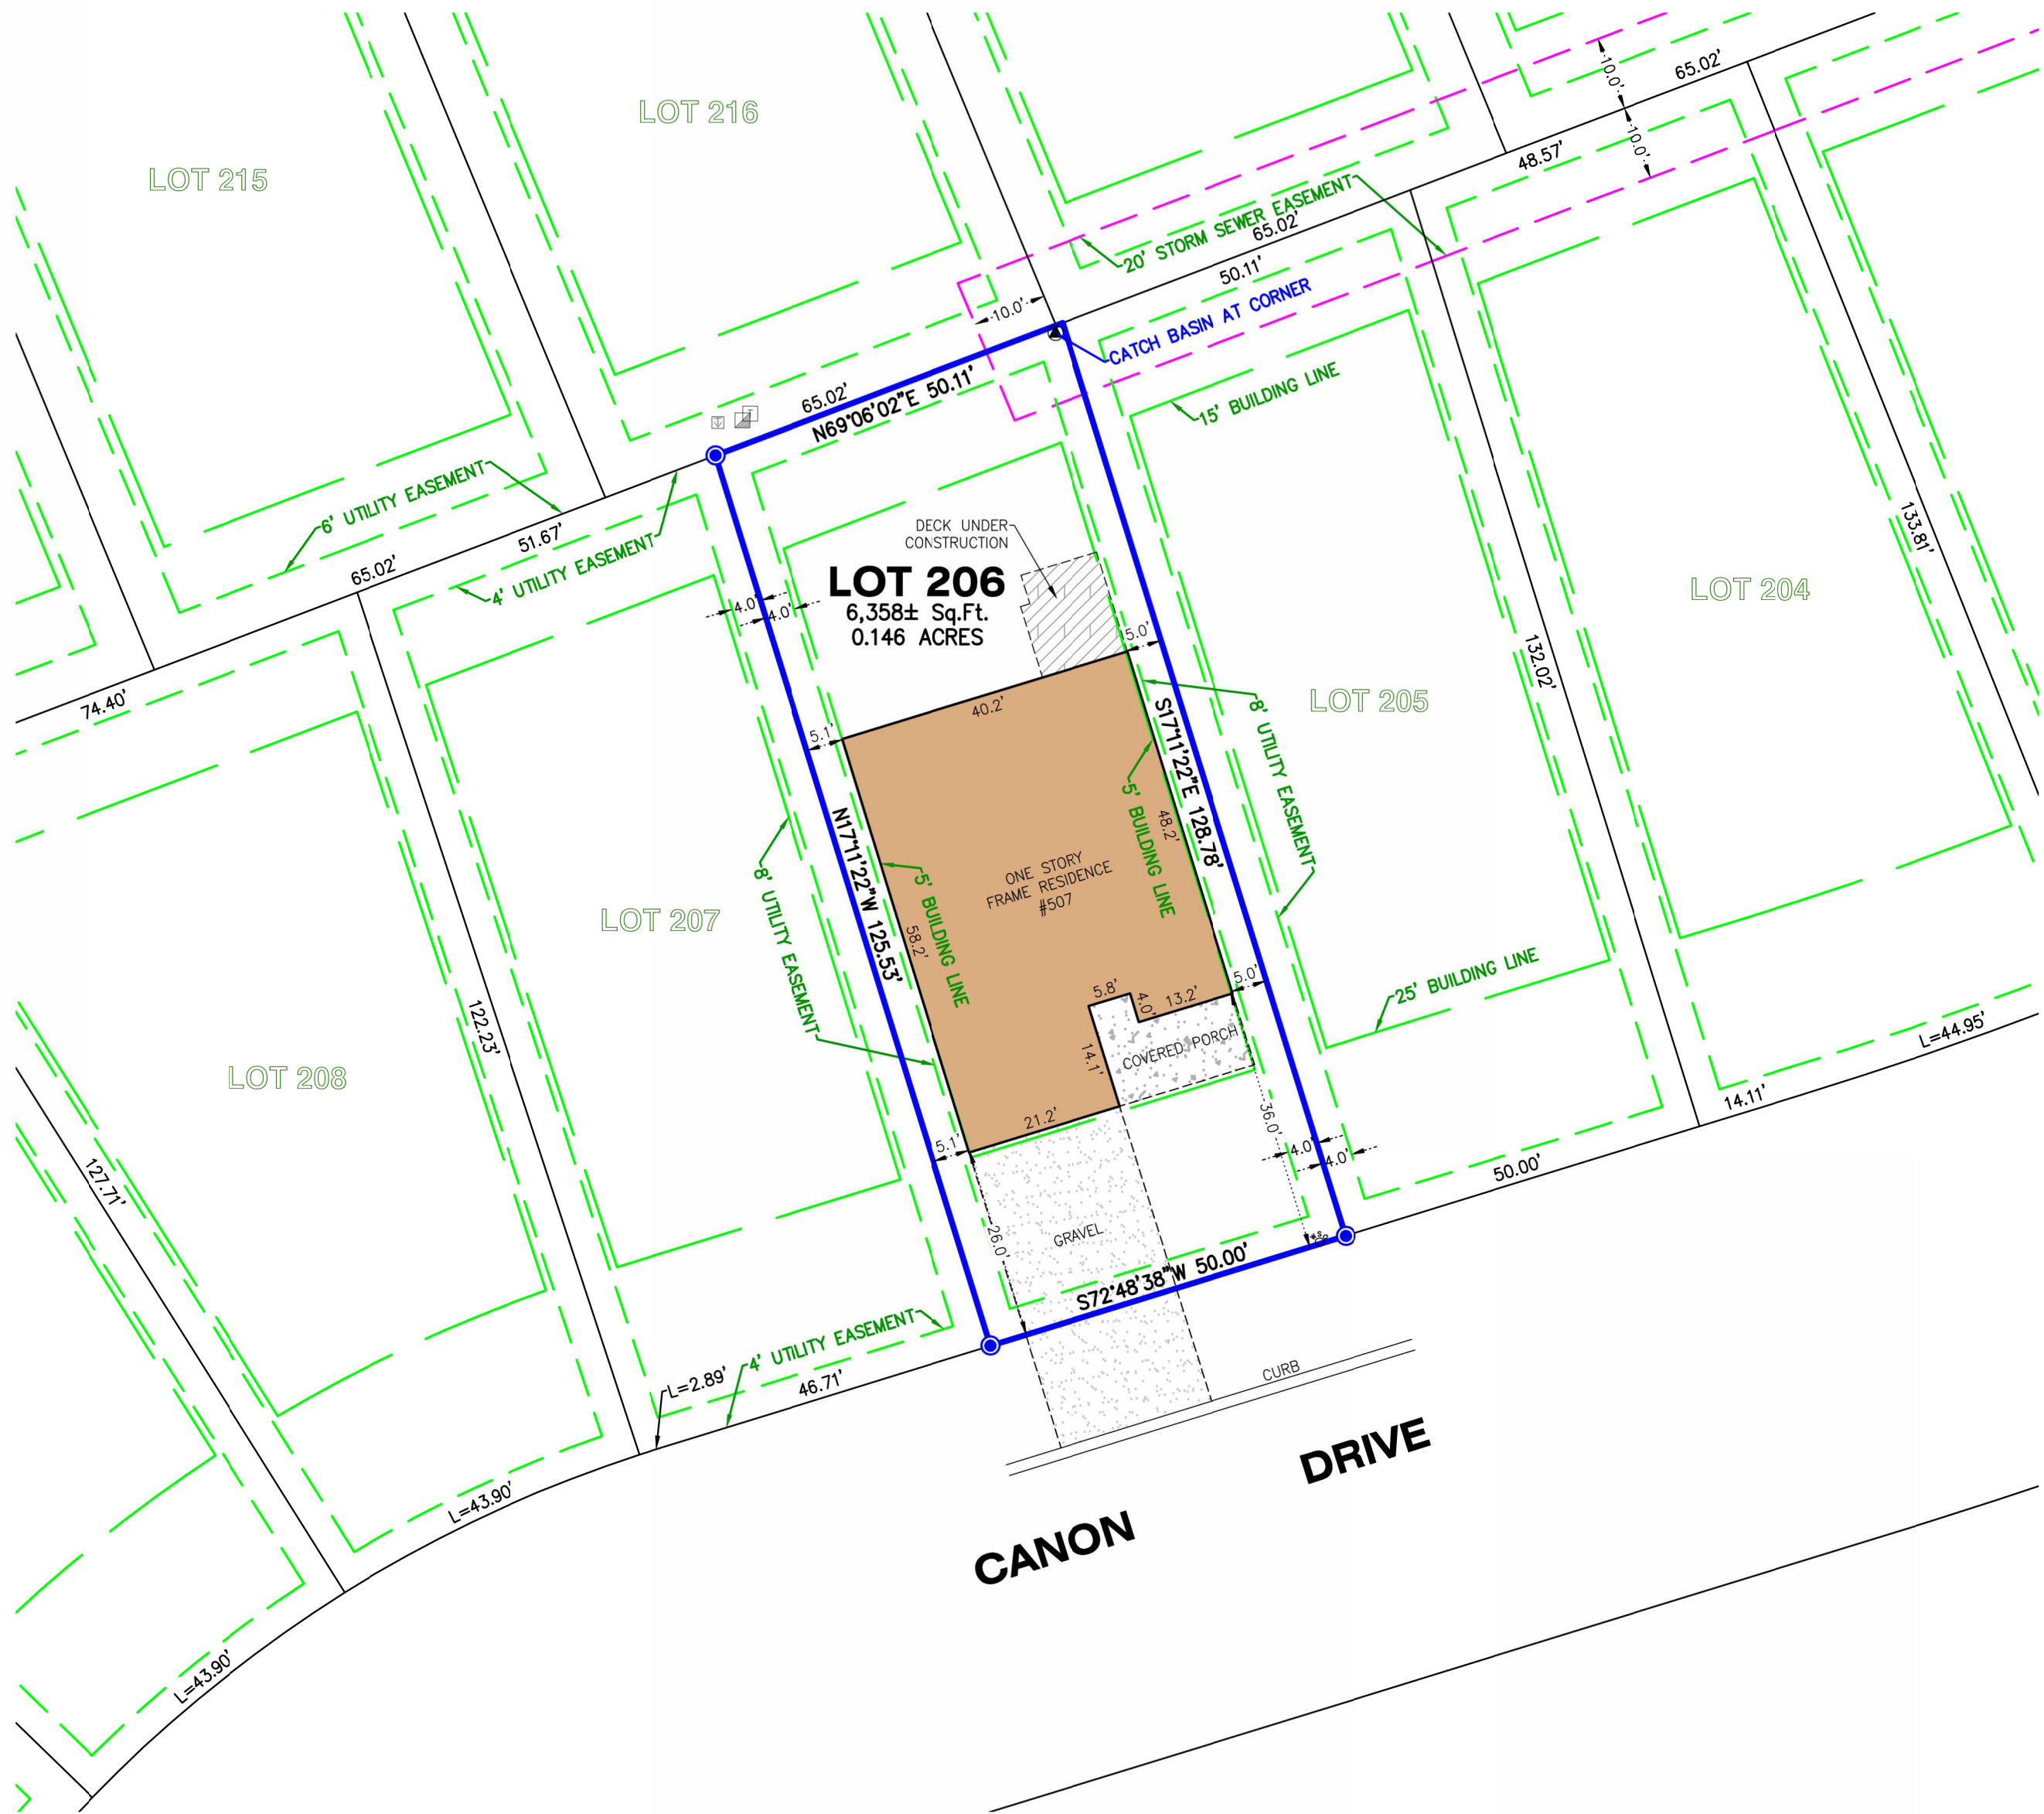 LOT 216
LOT 215
65.02'
10.0'
10.0'
48.57'
20' STORM SEWER EASEMENT
65.02'
50.11'
CATCH BASIN AT CORNER
10.0'
65.02'
N69°06'02"E 50.11'
15' BUILDING LINE
6' UTILITY EASEMENT
51.67'
65.02'
4' UTILITY EASEMENT
74.40'
DECK UNDER
CONSTRUCTION
LOT 206
6,358± Sq.Ft.
0.146 ACRES
4.0'
4.0'
5.0'
133.81'
LOT 204
132.02'
LOT 205
40.2'
5.1'
S17°11'22"E 128.78'
8' UTILITY EASEMENT
5' BUILDING LINE
48.2'
ONE STORY
FRAME RESIDENCE
#507
N17°11'22"W 125.53'
58.2'
5' BUILDING LINE
8' UTILITY EASEMENT
LOT 207
LOT 208
122.23'
127.71'
5.8'
4.0'
13.2'
5.0'
14.1'
COVERED PORCH
25' BUILDING LINE
L=44.95'
14.11'
50.00'
21.2'
5.1'
36.0'
4.0'
4.0'
26.0'
GRAVEL
S72°48'38"W 50.00'
4' UTILITY EASEMENT
L=2.89'
46.71'
CURB
L=43.90'
L=43.90'
CANON DRIVE